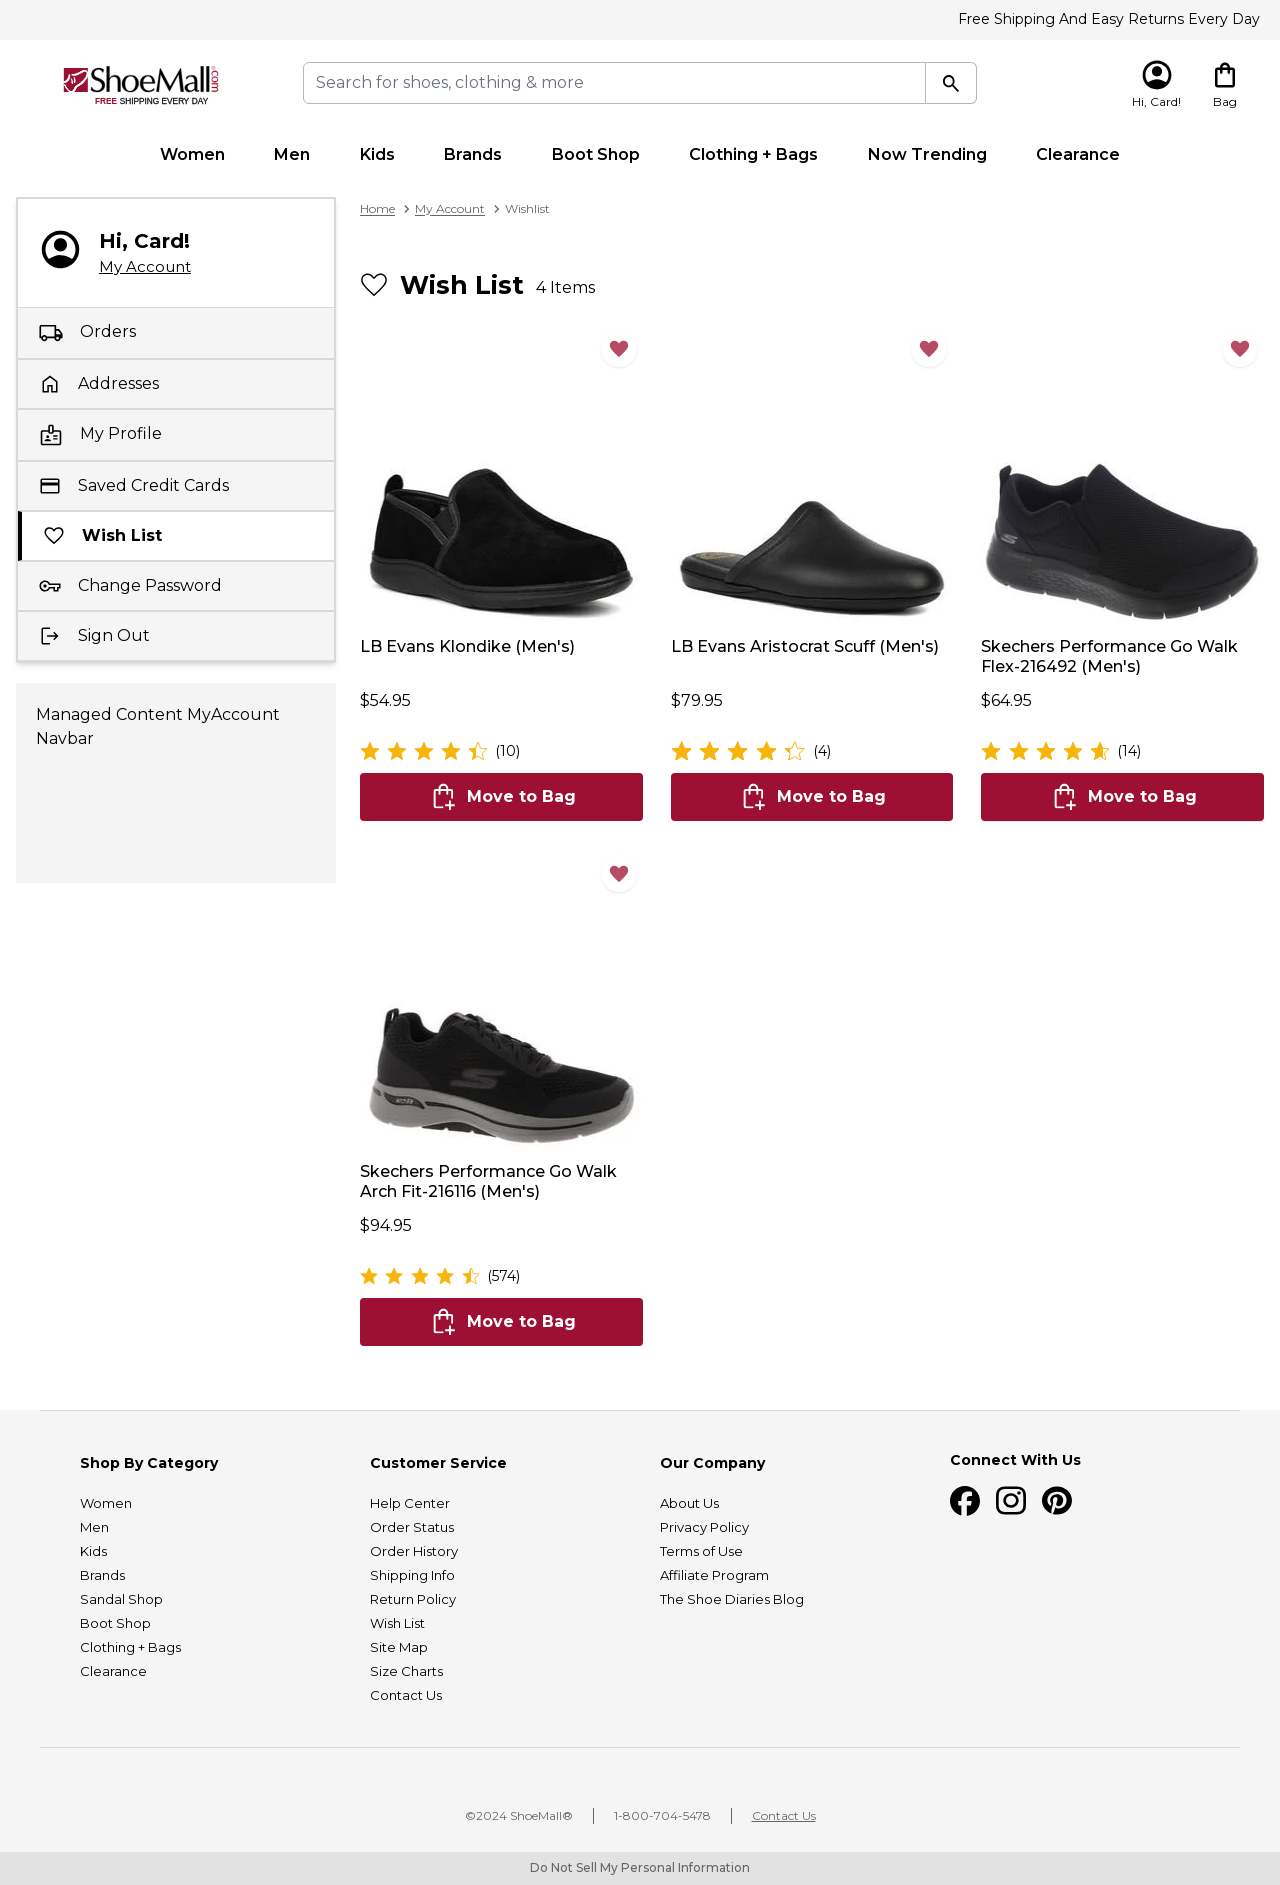 Free Shipping And Easy Returns Every Day
ShoeMall®.com
FREE SHIPPING EVERY DAY
Search for shoes, clothing & more
Hi, Card!
Bag
Women Men Kids Brands Boot Shop Clothing + Bags Now Trending Clearance
Hi, Card!
My Account
Orders
Addresses
My Profile
Saved Credit Cards
Wish List
Change Password
Sign Out
Managed Content MyAccount
Navbar
Home > My Account > Wishlist
Wish List 4 Items
LB Evans Klondike (Men's)
$54.95
(10)
Move to Bag
LB Evans Aristocrat Scuff (Men's)
$79.95
(4)
Move to Bag
Skechers Performance Go Walk
Flex-216492 (Men's)
$64.95
(14)
Move to Bag
Skechers Performance Go Walk
Arch Fit-216116 (Men's)
$94.95
(574)
Move to Bag
Shop By Category
Women
Men
Kids
Brands
Sandal Shop
Boot Shop
Clothing + Bags
Clearance
Customer Service
Help Center
Order Status
Order History
Shipping Info
Return Policy
Wish List
Site Map
Size Charts
Contact Us
Our Company
About Us
Privacy Policy
Terms of Use
Affiliate Program
The Shoe Diaries Blog
Connect With Us
©2024 ShoeMall® | 1-800-704-5478 | Contact Us
Do Not Sell My Personal Information